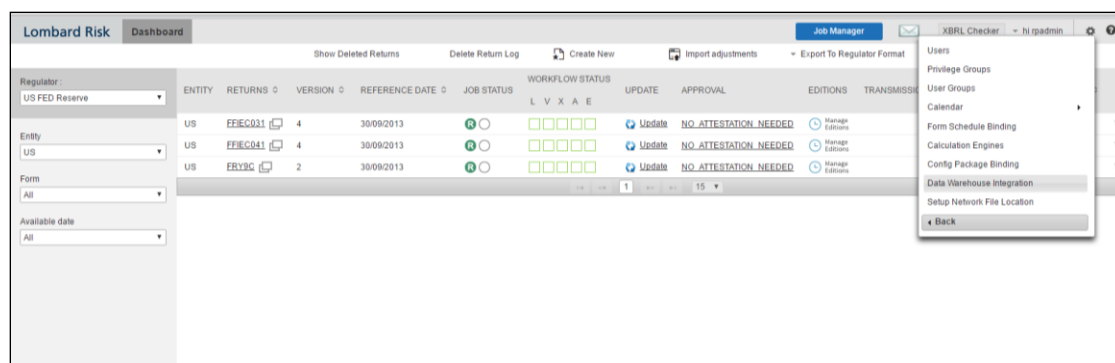 Lombard Risk Dashboard Job Manager XBRL Checker hi rpadmin
Show Deleted Returns Delete Return Log Create New Import adjustments Export To Regulator Format
Regulator :
US FED Reserve
Entity
US
Form
All
Available date
All
WORKFLOW STATUS
ENTITY RETURNS VERSION REFERENCE DATE JOB STATUS L V X A E UPDATE APPROVAL EDITIONS
US FFIEC031 4 30/09/2013 R Update NO ATTESTATION NEEDED Manage Editions
US FFIEC041 4 30/09/2013 R Update NO ATTESTATION NEEDED Manage Editions
US FRY9C 2 30/09/2013 R Update NO ATTESTATION NEEDED Manage Editions
1 15
Users
Privilege Groups
User Groups
Calendar
Form Schedule Binding
Calculation Engines
Config Package Binding
Data Warehouse Integration
Setup Network File Location
Back